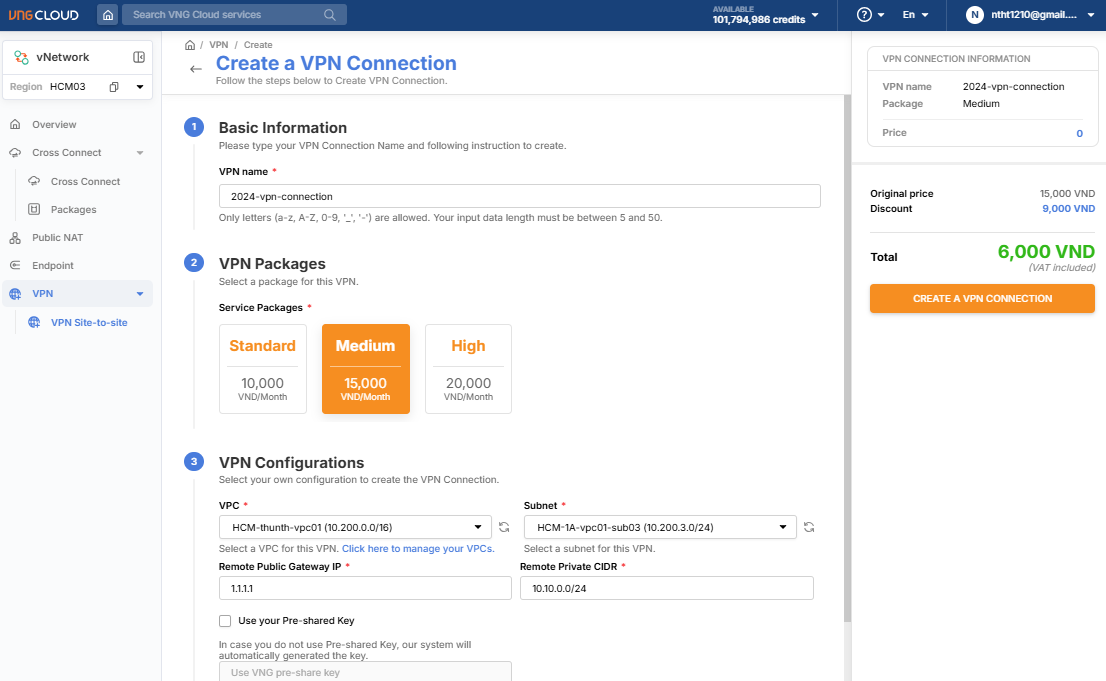 VNG CLOUD
Search VNG Cloud services
AVAILABLE
101,794,986 credits
?
En
N
ntht1210@gmail....
vNetwork
Region HCM03
Overview
Cross Connect
Cross Connect
Packages
Public NAT
Endpoint
VPN
VPN Site-to-site
/ VPN / Create
Create a VPN Connection
Follow the steps below to Create VPN Connection.
1
Basic Information
Please type your VPN Connection Name and following instruction to create.
VPN name *
2024-vpn-connection
Only letters (a-z, A-Z, 0-9, '_', '-') are allowed. Your input data length must be between 5 and 50.
2
VPN Packages
Select a package for this VPN.
Service Packages *
Standard
10,000
VND/Month
Medium
15,000
VND/Month
High
20,000
VND/Month
3
VPN Configurations
Select your own configuration to create the VPN Connection.
VPC *
HCM-thunth-vpc01 (10.200.0.0/16)
Select a VPC for this VPN. Click here to manage your VPCs.
Subnet *
HCM-1A-vpc01-sub03 (10.200.3.0/24)
Select a subnet for this VPN.
Remote Public Gateway IP *
1.1.1.1
Remote Private CIDR *
10.10.0.0/24
Use your Pre-shared Key
In case you do not use Pre-shared Key, our system will
automatically generated the key.
Use VNG pre-share key
VPN CONNECTION INFORMATION
VPN name 2024-vpn-connection
Package Medium
Price 0
Original price 15,000 VND
Discount 9,000 VND
Total 6,000 VND
(VAT included)
CREATE A VPN CONNECTION